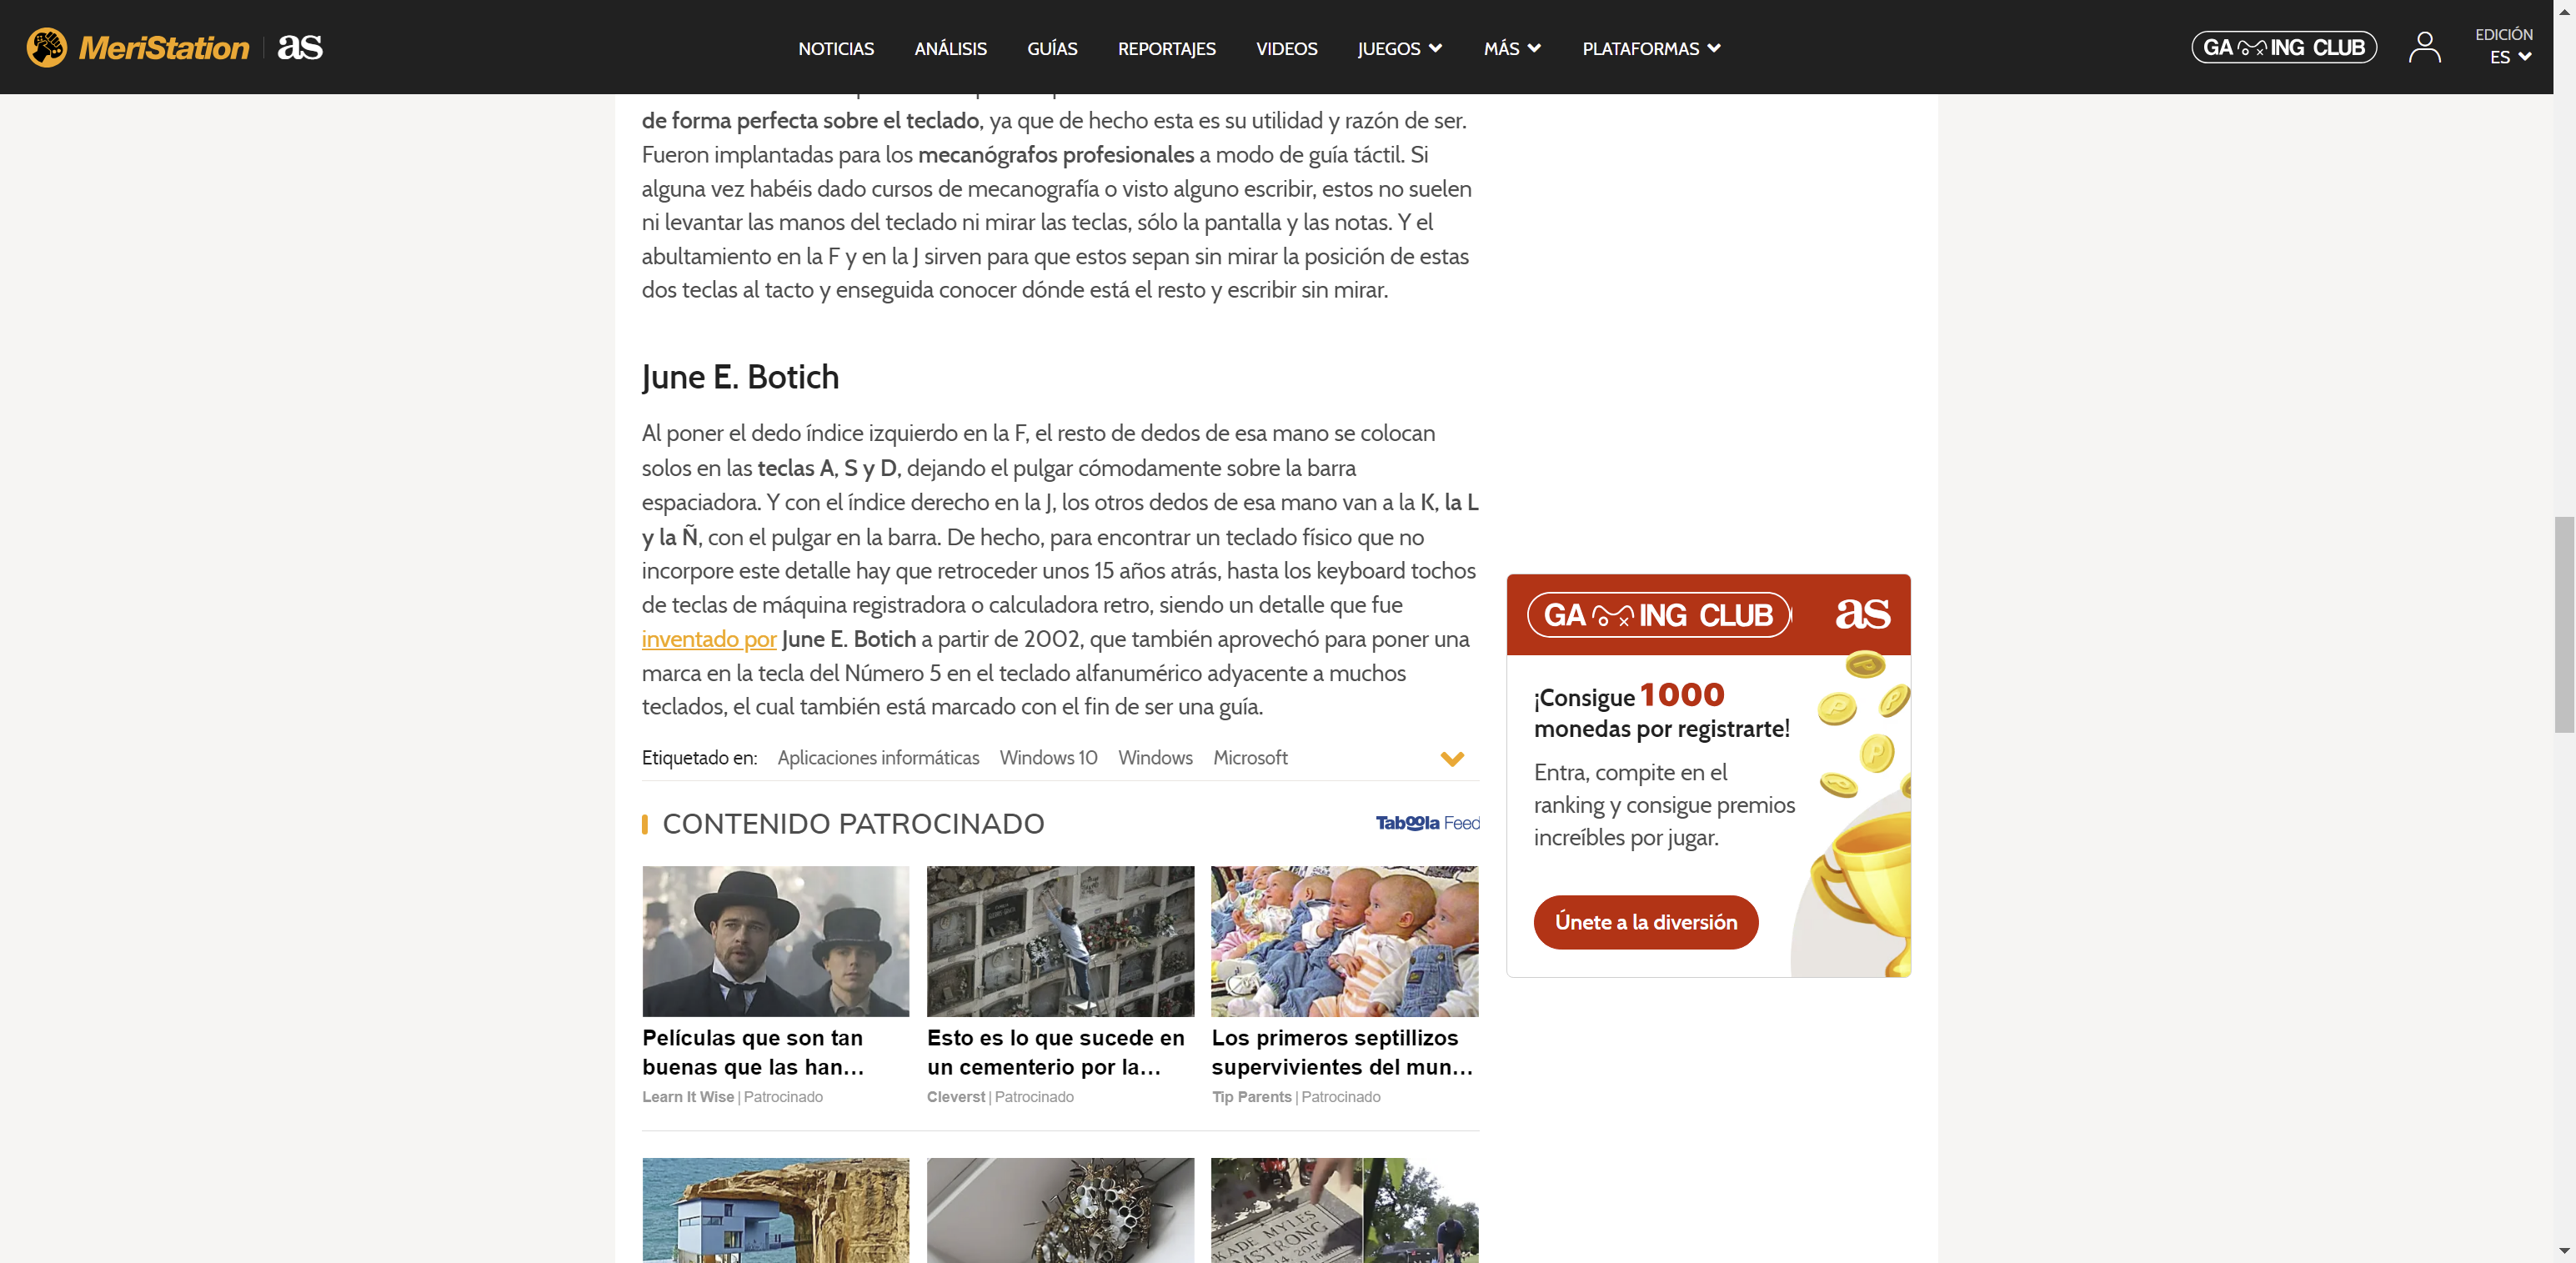 MeriStation as
NOTICIAS ANÁLISIS GUÍAS REPORTAJES VIDEOS JUEGOS MÁS PLATAFORMAS
GAMING CLUB
EDICIÓN
ES
de forma perfecta sobre el teclado, ya que de hecho esta es su utilidad y razón de ser.
Fueron implantadas para los mecanógrafos profesionales a modo de guía táctil. Si
alguna vez habéis dado cursos de mecanografía o visto alguno escribir, estos no suelen
ni levantar las manos del teclado ni mirar las teclas, sólo la pantalla y las notas. Y el
abultamiento en la F y en la J sirven para que estos sepan sin mirar la posición de estas
dos teclas al tacto y enseguida conocer dónde está el resto y escribir sin mirar.
June E. Botich
Al poner el dedo índice izquierdo en la F, el resto de dedos de esa mano se colocan
solos en las teclas A, S y D, dejando el pulgar cómodamente sobre la barra
espaciadora. Y con el índice derecho en la J, los otros dedos de esa mano van a la K, la L
y la Ñ, con el pulgar en la barra. De hecho, para encontrar un teclado físico que no
incorpore este detalle hay que retroceder unos 15 años atrás, hasta los keyboard tochos
de teclas de máquina registradora o calculadora retro, siendo un detalle que fue
inventado por June E. Botich a partir de 2002, que también aprovechó para poner una
marca en la tecla del Número 5 en el teclado alfanumérico adyacente a muchos
teclados, el cual también está marcado con el fin de ser una guía.
Etiquetado en: Aplicaciones informáticas Windows 10 Windows Microsoft
CONTENIDO PATROCINADO
Taboola Feed
Películas que son tan
buenas que las han...
Learn It Wise | Patrocinado
Esto es lo que sucede en
un cementerio por la...
Cleverst | Patrocinado
Los primeros septillizos
supervivientes del mun...
Tip Parents | Patrocinado
KADE MYLES
GAMING CLUB as
¡Consigue 1000
monedas por registrarte!
Entra, compite en el
ranking y consigue premios
increíbles por jugar.
Únete a la diversión